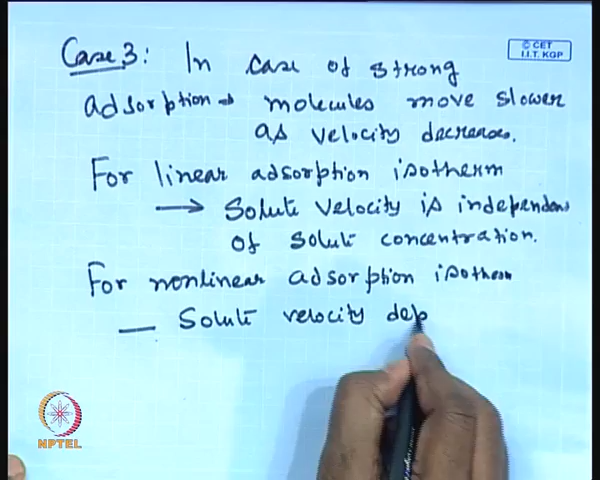 © CET
I.I.T. KGP
Case 3: In case of strong
adsorption → molecules move slower
as velocity decreases.
For linear adsorption isotherm
→ Solute velocity is independent
of solute concentration.
For nonlinear adsorption isotherm
— Solute velocity dep
NPTEL